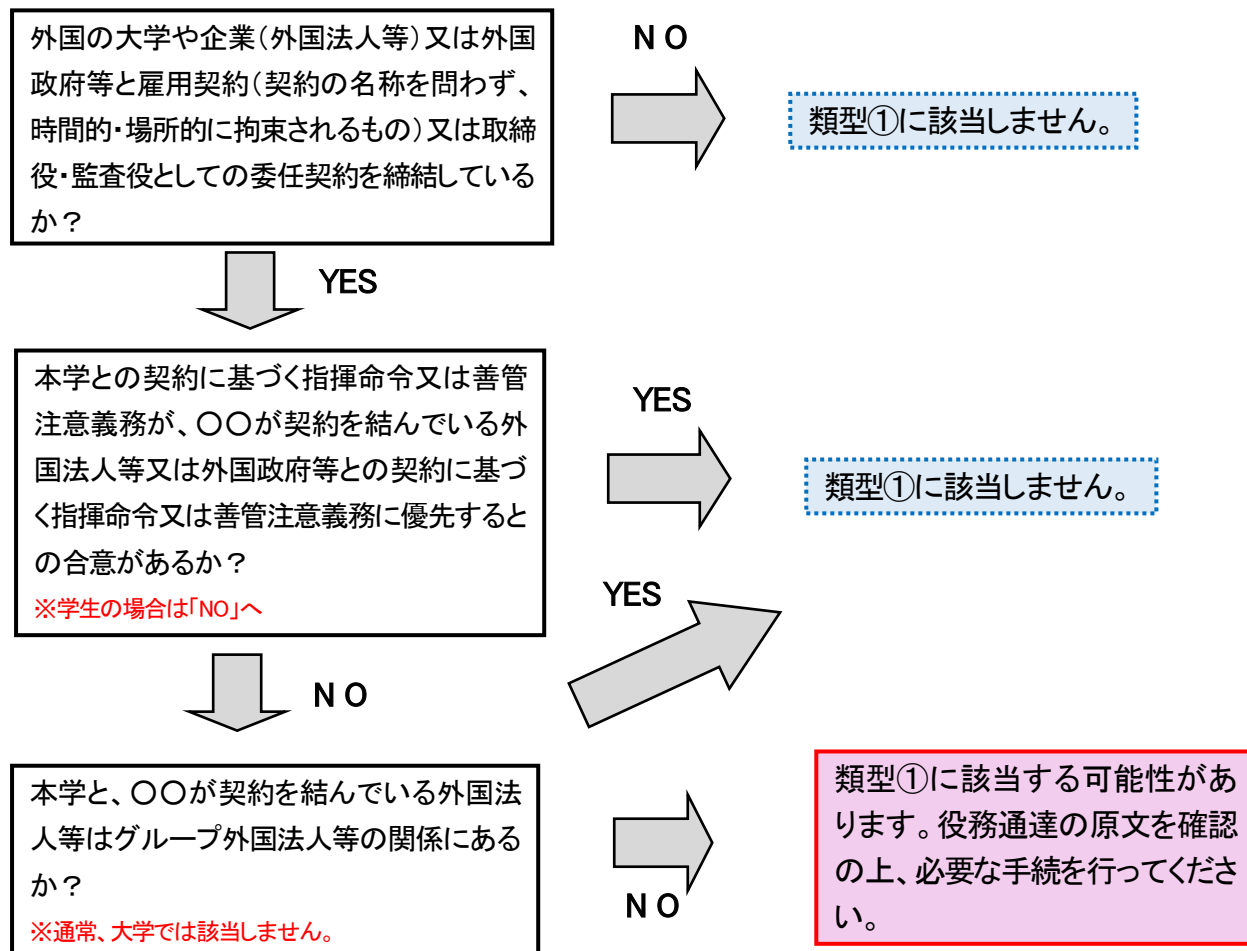 外国の大学や企業(外国法人等)又は外国
政府等と雇用契約(契約の名称を問わず、
時間的・場所的に拘束されるもの)又は取締
役・監査役としての委任契約を締結している
か?
NO
類型①に該当しません。
YES
本学との契約に基づく指揮命令又は善管
注意義務が、〇〇が契約を結んでいる外
国法人等又は外国政府等との契約に基づ
く指揮命令又は善管注意義務に優先すると
の合意があるか?
※学生の場合は「NO」へ
YES
類型①に該当しません。
YES
NO
本学と、〇〇が契約を結んでいる外国法
人等はグループ外国法人等の関係にある
か?
※通常、大学では該当しません。
NO
類型①に該当する可能性があ
ります。役務通達の原文を確認
の上、必要な手続を行ってくださ
い。